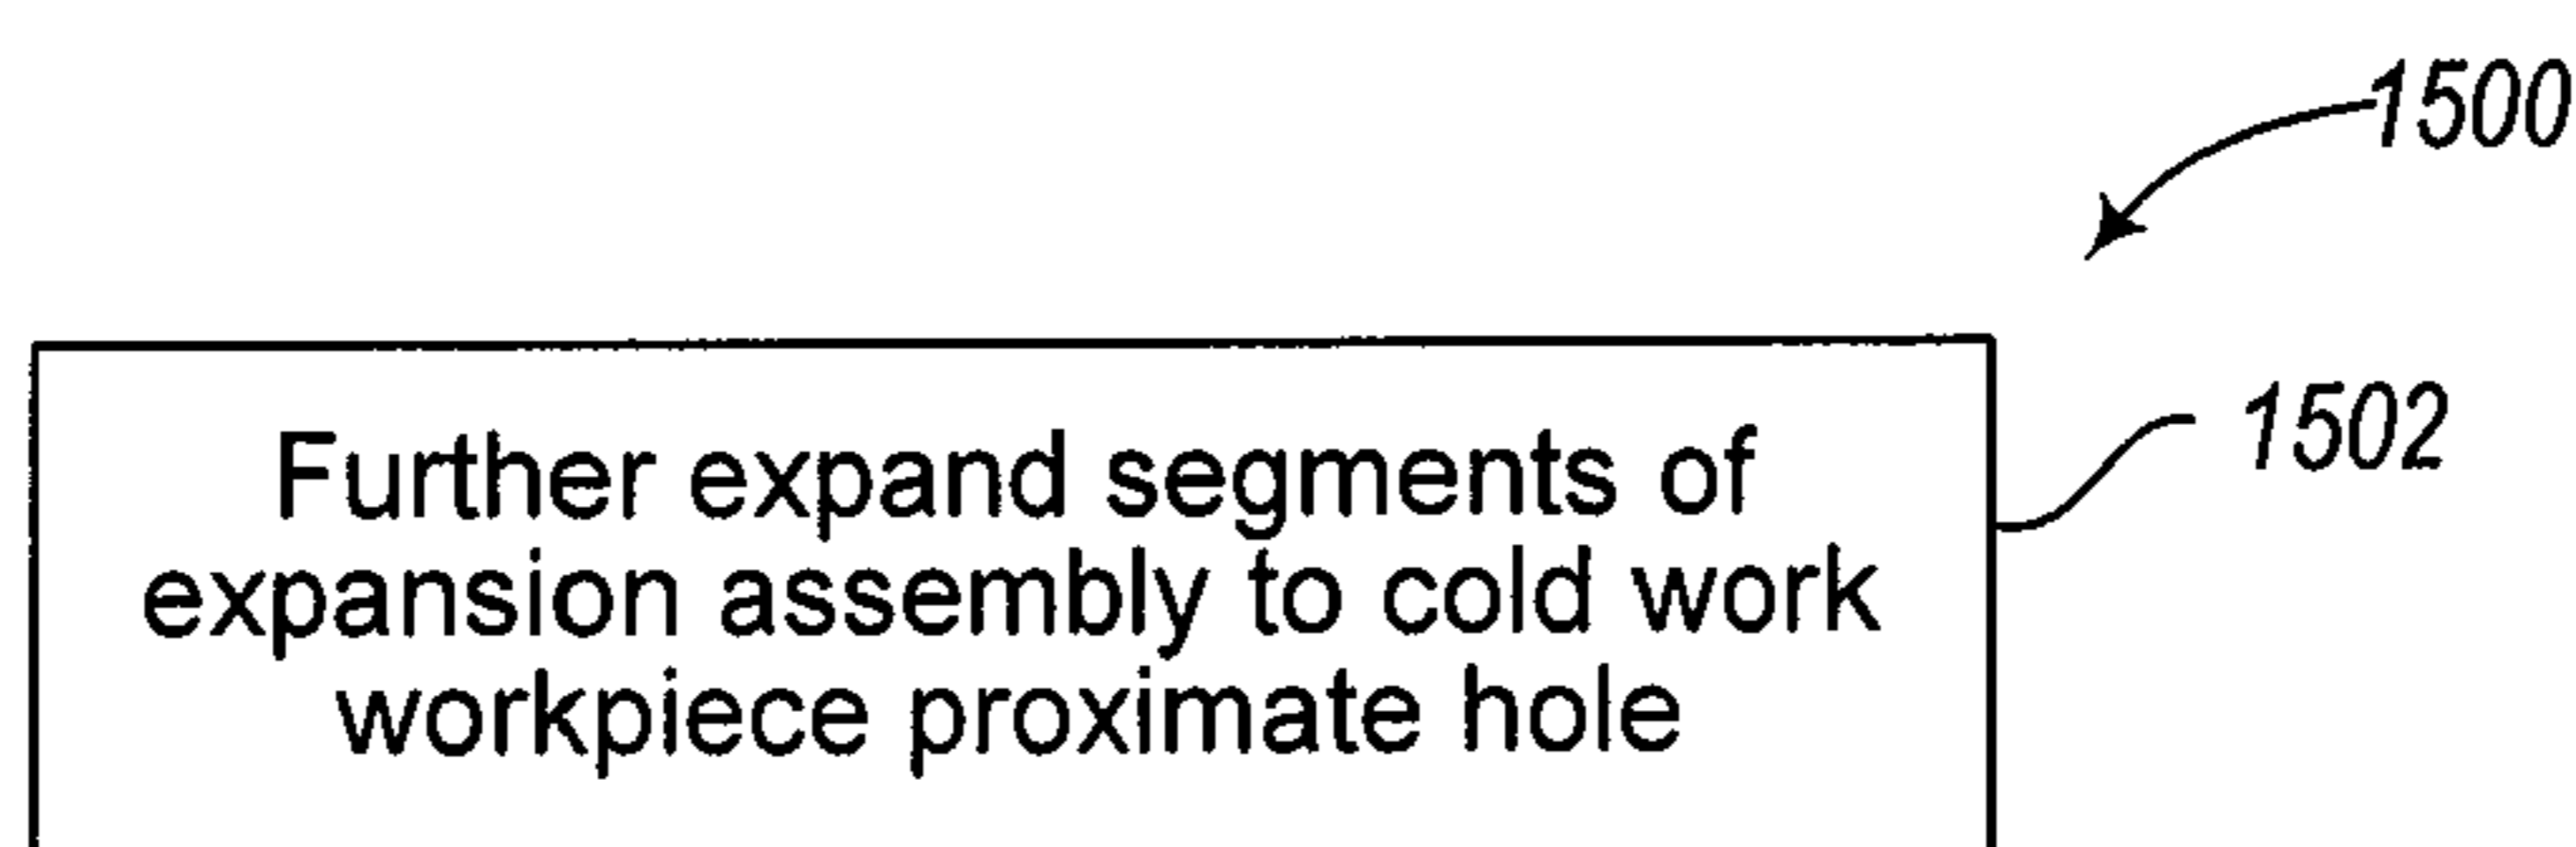 1500
1502
Further expand segments of
expansion assembly to cold work
workpiece proximate hole